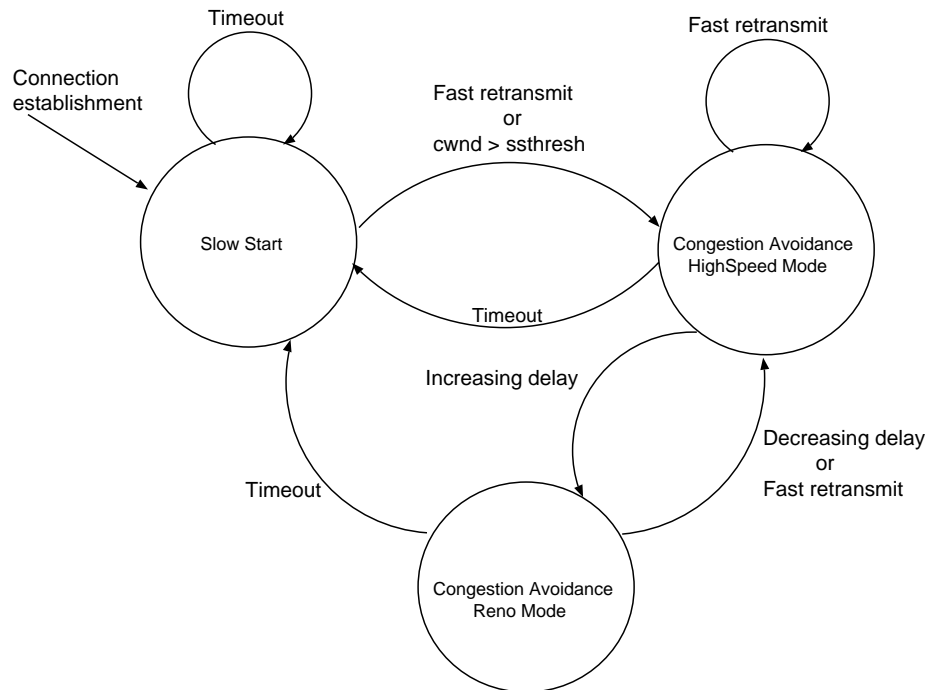 Timeout
Fast retransmit
Connection
establishment
Fast retransmit
or
cwnd > ssthresh
Slow Start
Congestion Avoidance
HighSpeed Mode
Timeout
Increasing delay
Decreasing delay
or
Fast retransmit
Timeout
Congestion Avoidance
Reno Mode